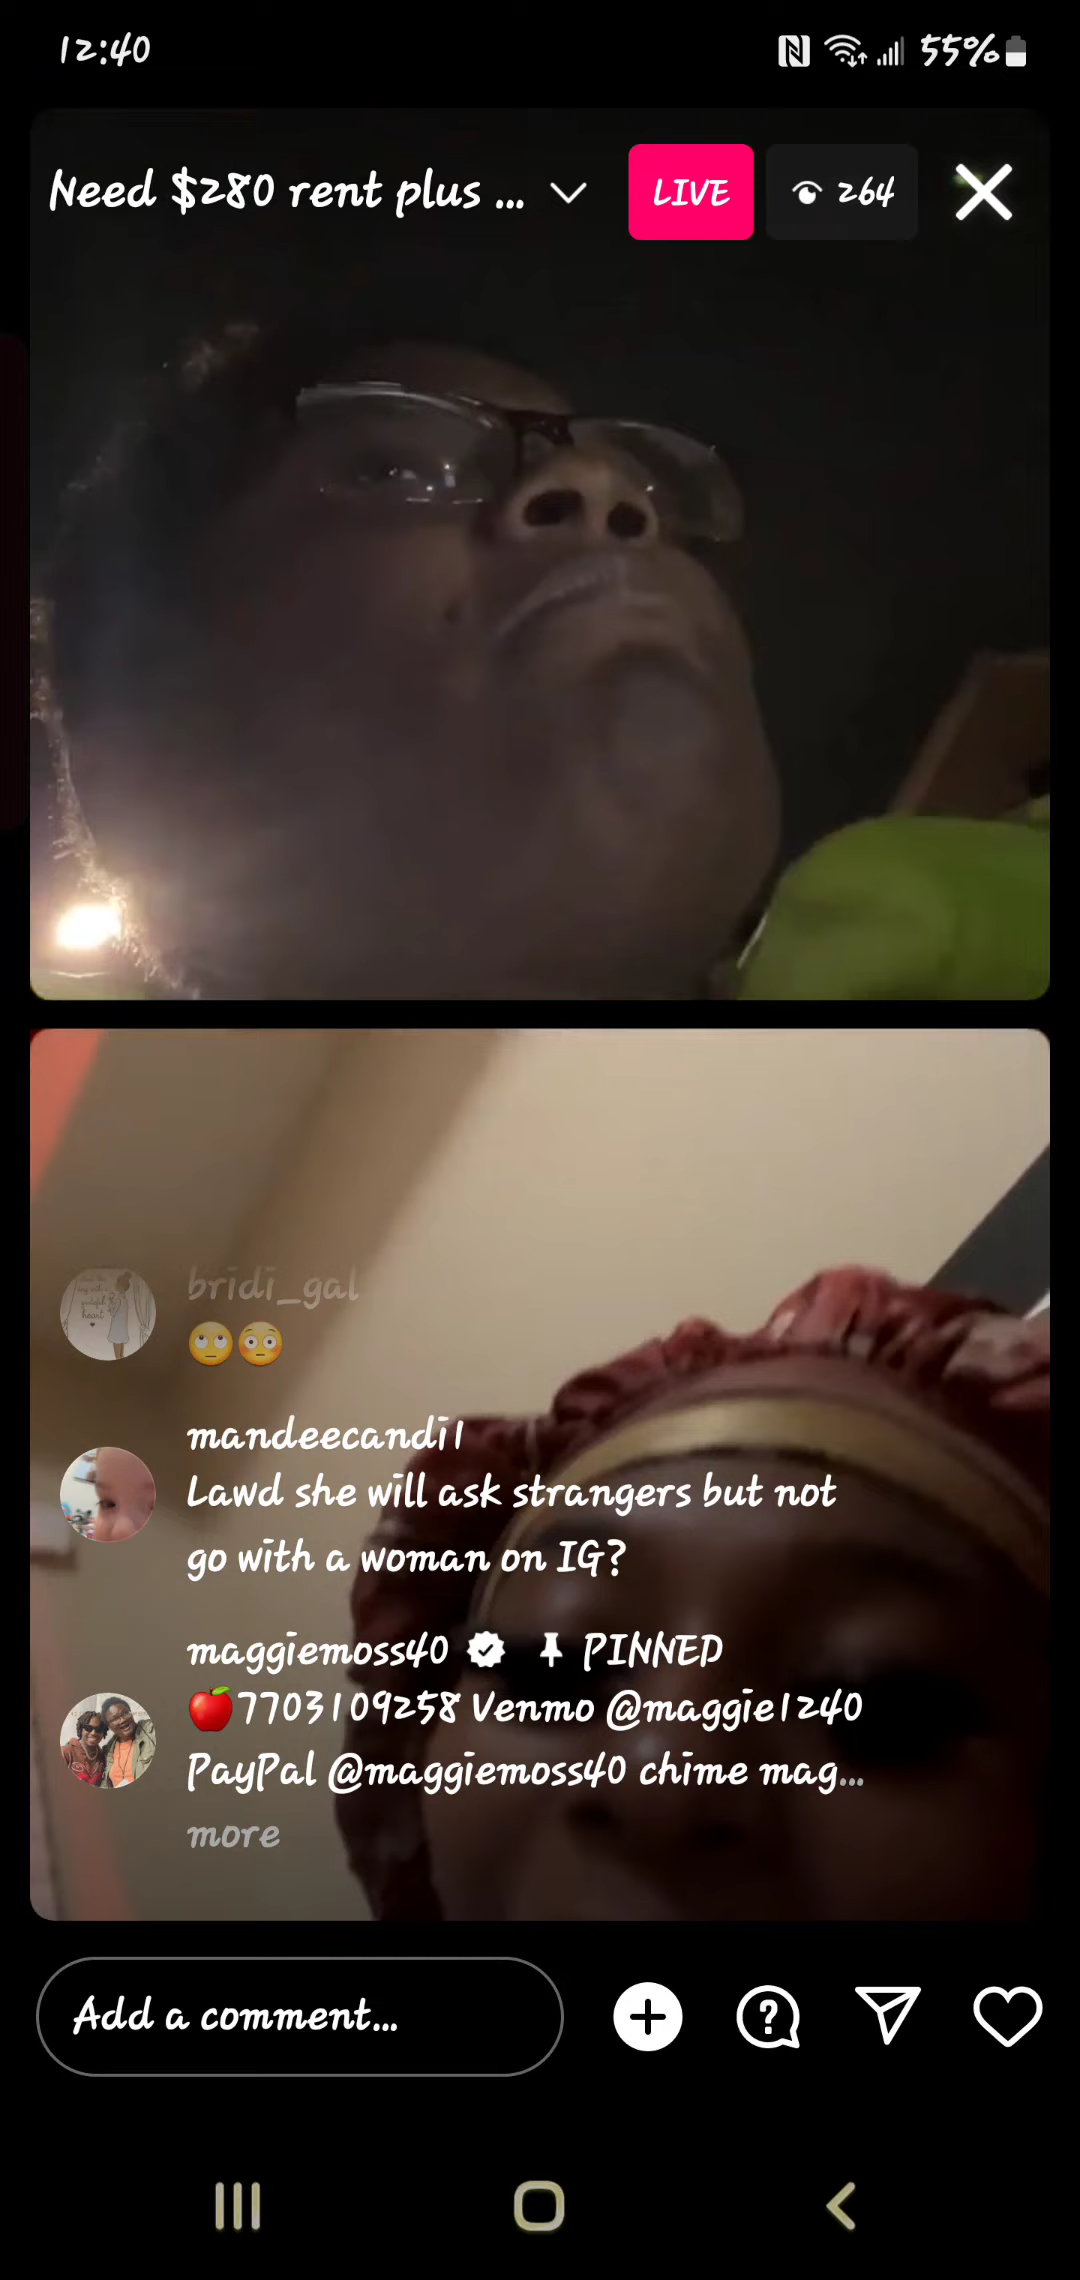 12:40 55%
Need $280 rent plus ... LIVE 264
bridi_gal
🙄😳
mandeecandi1
Lawd she will ask strangers but not
go with a woman on IG?
maggiemoss40 PINNED
🍎7703109258 Venmo @maggie1240
PayPal @maggiemoss40 chime mag...
more
Add a comment...